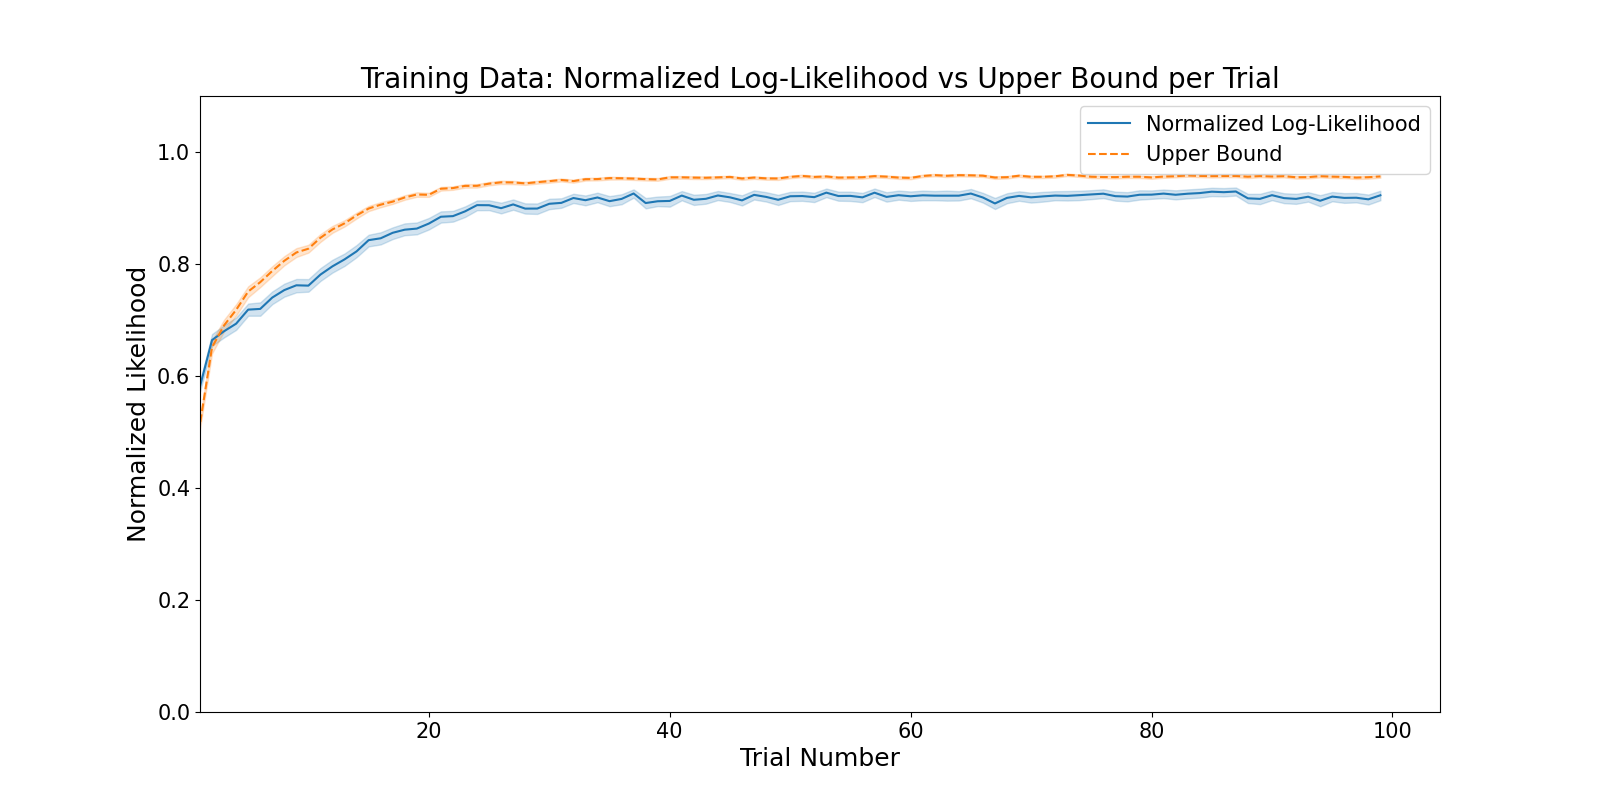 Training Data: Normalized Log-Likelihood vs Upper Bound per Trial
Normalized Log-Likelihood
Upper Bound
Normalized Likelihood
1.0
0.8
0.6
0.4
0.2
0.0
20 40 60 80 100
Trial Number